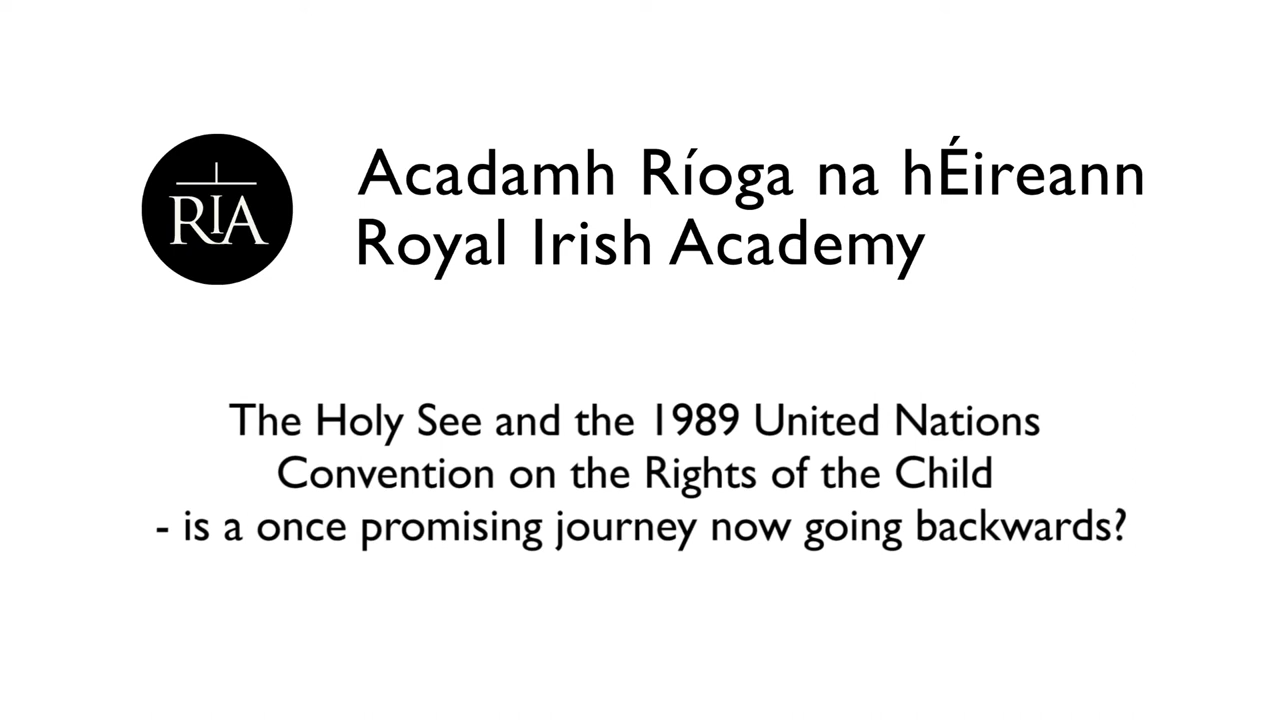 RIA
Acadamh Ríoga na hÉireann
Royal Irish Academy
The Holy See and the 1989 United Nations
Convention on the Rights of the Child
- is a once promising journey now going backwards?